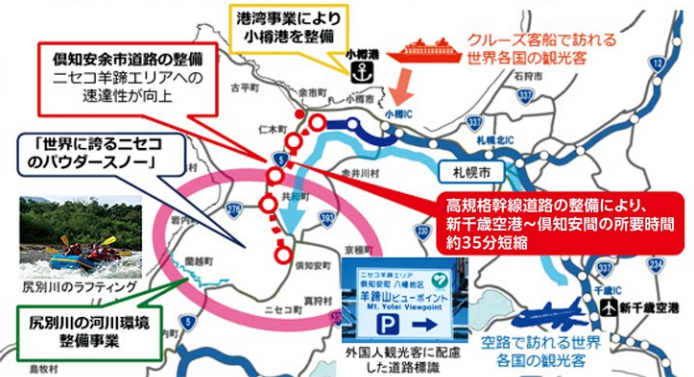 港湾事業により
小樽港を整備
小樽港
クルーズ客船で訪れる
世界各国の観光客
倶知安余市道路の整備
ニセコ羊蹄エリアへの
速達性が向上
古平町
余市町
小樽市
小樽IC
石狩市
337
12
仁木町
337
札幌北IC
「世界に誇るニセコ
のパウダースノー」
5
赤井川村
札幌市
共和町
岩内町
276
393
230
京極町
高規格幹線道路の整備により、
新千歳空港～倶知安間の所要時間
約35分短縮
蘭越町
倶知安町
尻別川のラフティング
ニセコ羊蹄エリア
倶知安町 八幡地区
羊蹄山ビューポイント
Mt. Yotei Viewpoint
P
337
234
千歳IC
新千歳空港
尻別川の河川環境
整備事業
ニセコ町
真狩村
5
外国人観光客に配慮
した道路標識
空路で訪れる世界
各国の観光客
島牧村